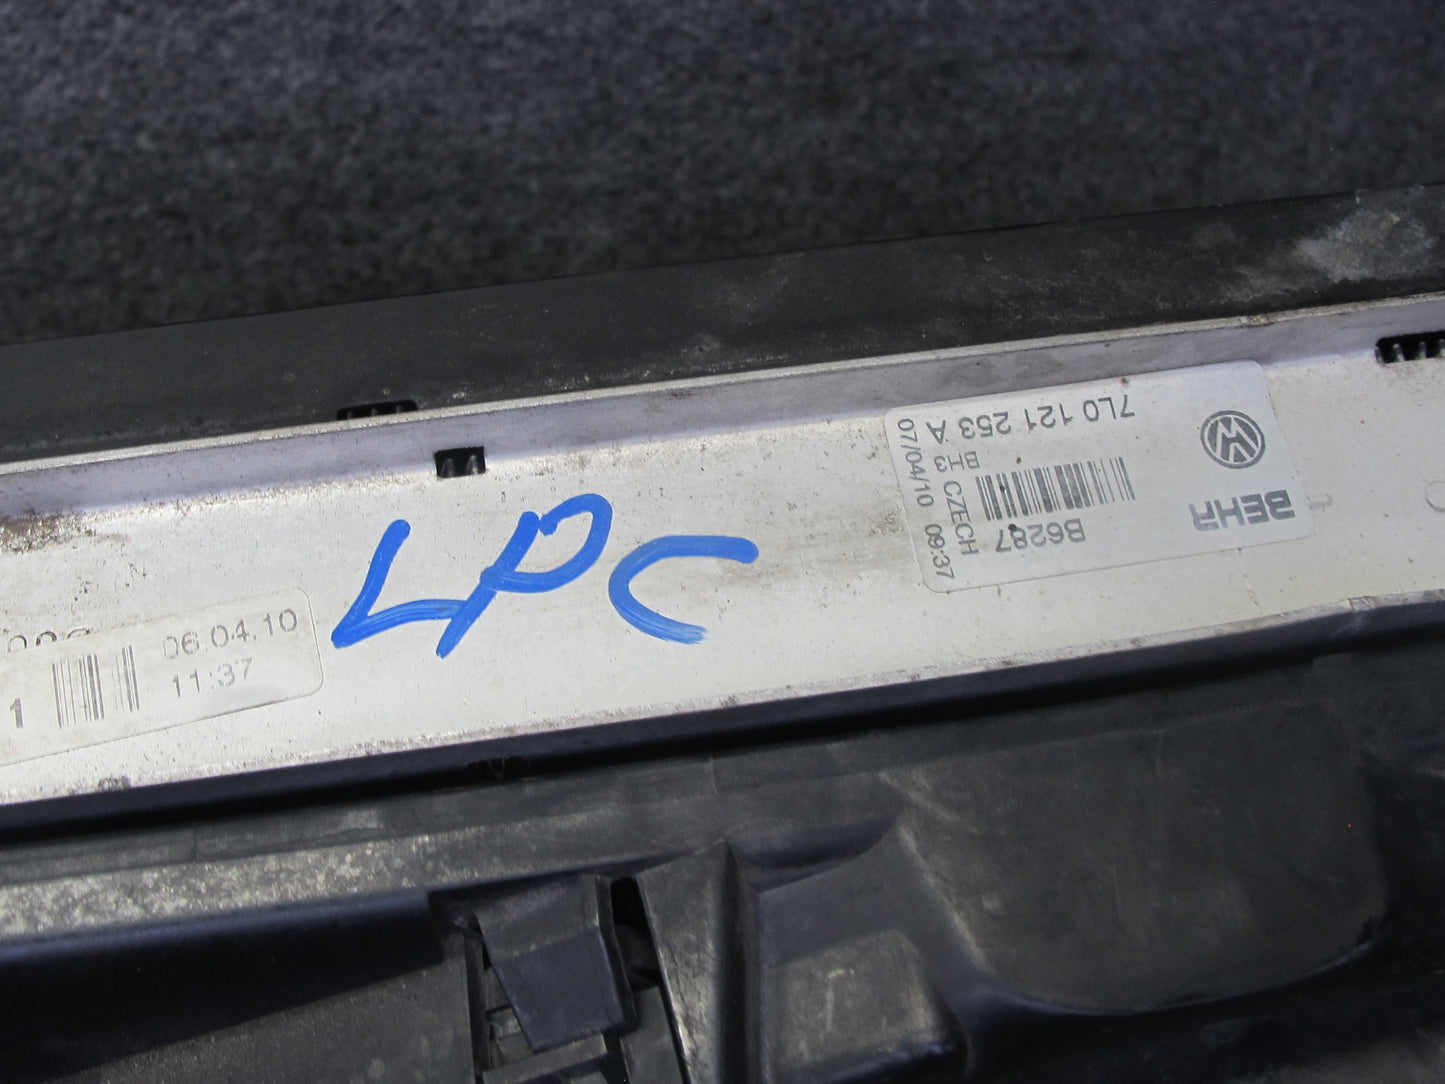 LPC
06.04.10
11:37
1
7L0 121 253 A
BEHR
B6287
BH3 CZECH
07/04/10 09:37